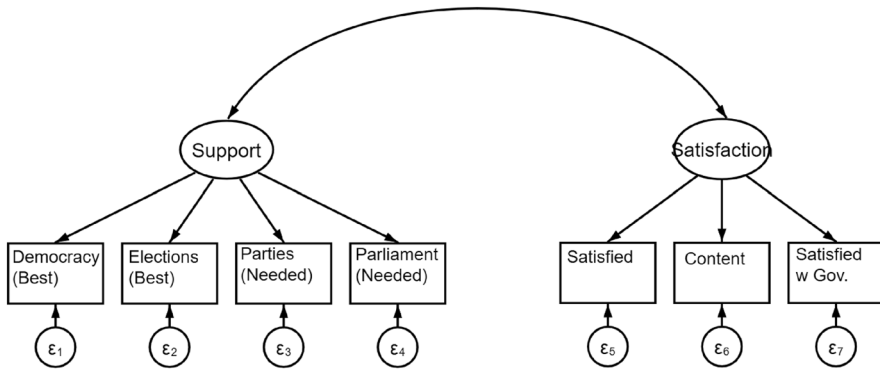 Support
Satisfaction
Democracy
(Best)
Elections
(Best)
Parties
(Needed)
Parliament
(Needed)
Satisfied
Content
Satisfied
w Gov.
ε₁
ε₂
ε₃
ε₄
ε₅
ε₆
ε₇